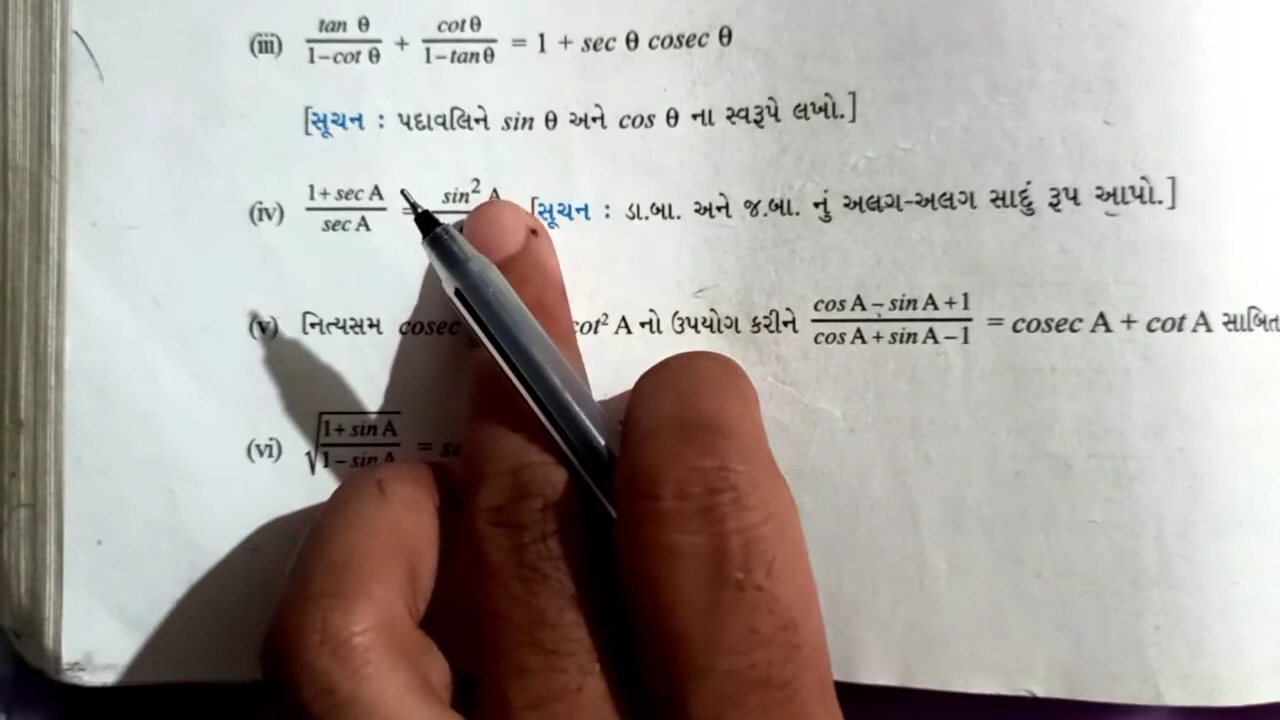 (iii) tan θ / 1−cot θ + cot θ / 1−tan θ = 1 + sec θ cosec θ
[સૂચન : પદાવલિને sin θ અને cos θ ના સ્વરૂપે લખો.]
(iv) 1+ sec A / sec A = sin² A [સૂચન : ડા.બા. અને જ.બા. નું અલગ-અલગ સાદું રૂપ આપો.]
(v) નિત્યસમ cosec cot² A નો ઉપયોગ કરીને cos A − sin A + 1 / cos A + sin A − 1 = cosec A + cot A સાબિત
(vi) √ 1+ sin A / 1− sin A =